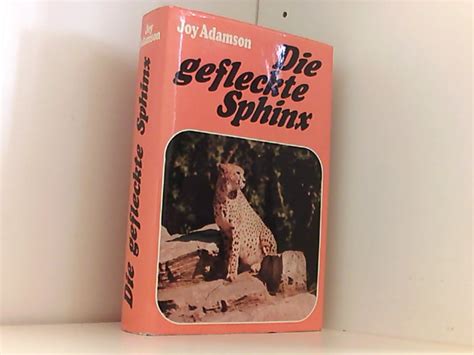 Joy
Adamson
Die gefleckte Sphinx
Joy Adamson
Die
gefleckte
Sphinx